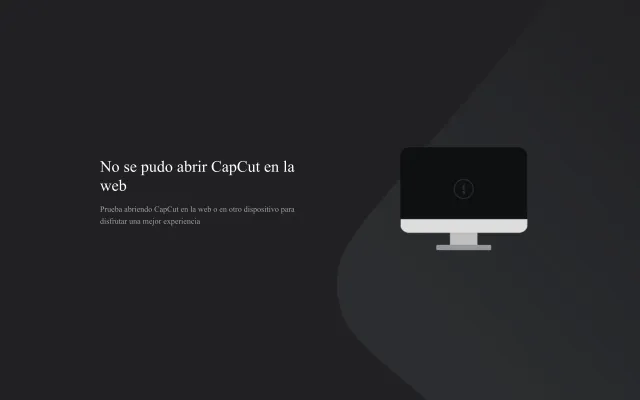 No se pudo abrir CapCut en la
web
Prueba abriendo CapCut en la web o en otro dispositivo para
disfrutar una mejor experiencia